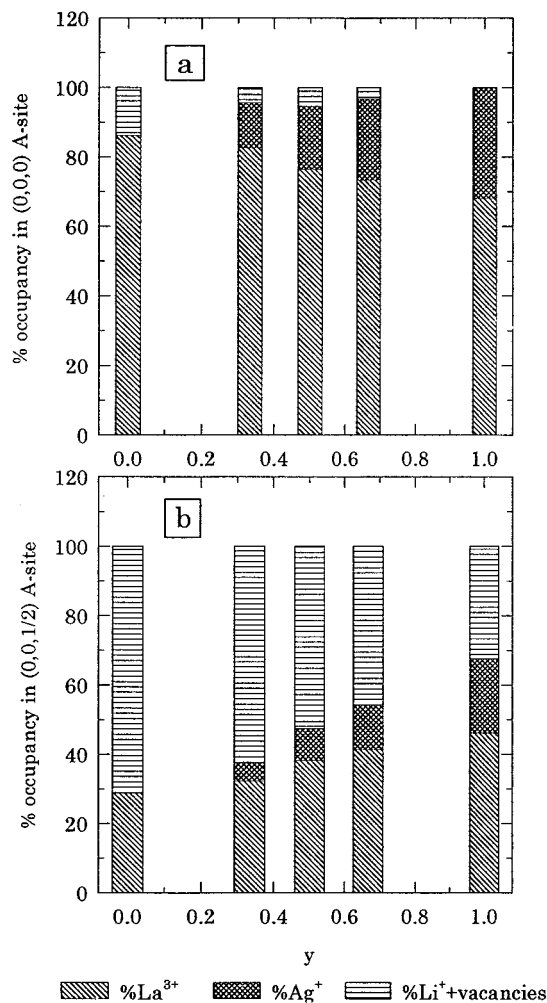 120
a
100
80
60
40
20
0
% occupancy in (0,0,0) A-site
0.0 0.2 0.4 0.6 0.8 1.0
120
b
100
80
60
40
20
0
% occupancy in (0,0,1/2) A-site
0.0 0.2 0.4 0.6 0.8 1.0
y
%La³⁺ %Ag⁺ %Li⁺+vacancies